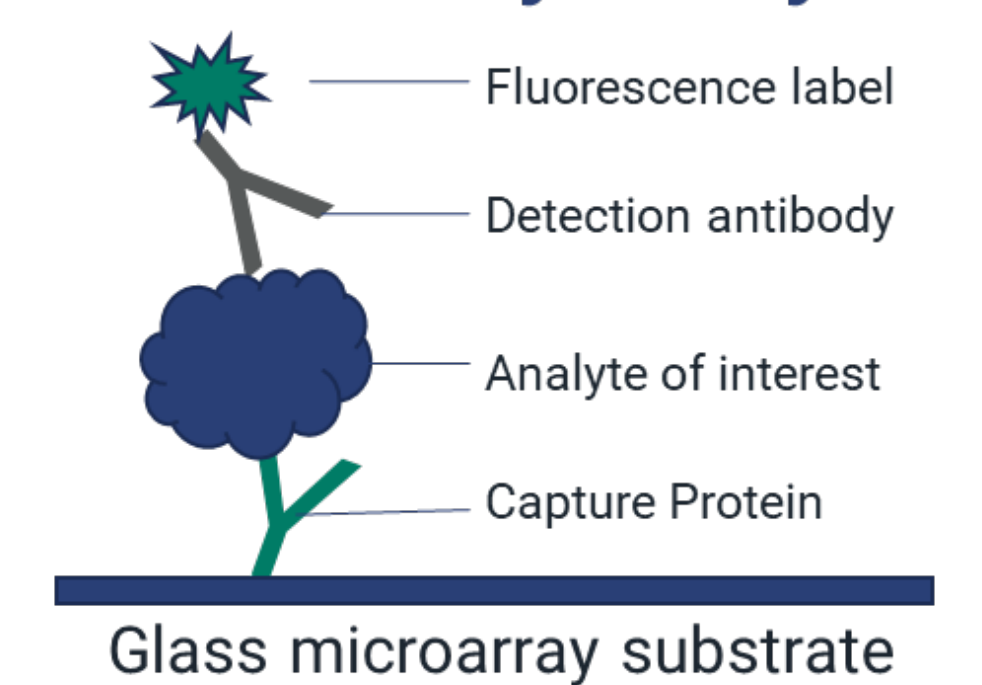 Fluorescence label
Detection antibody
Analyte of interest
Capture Protein
Glass microarray substrate